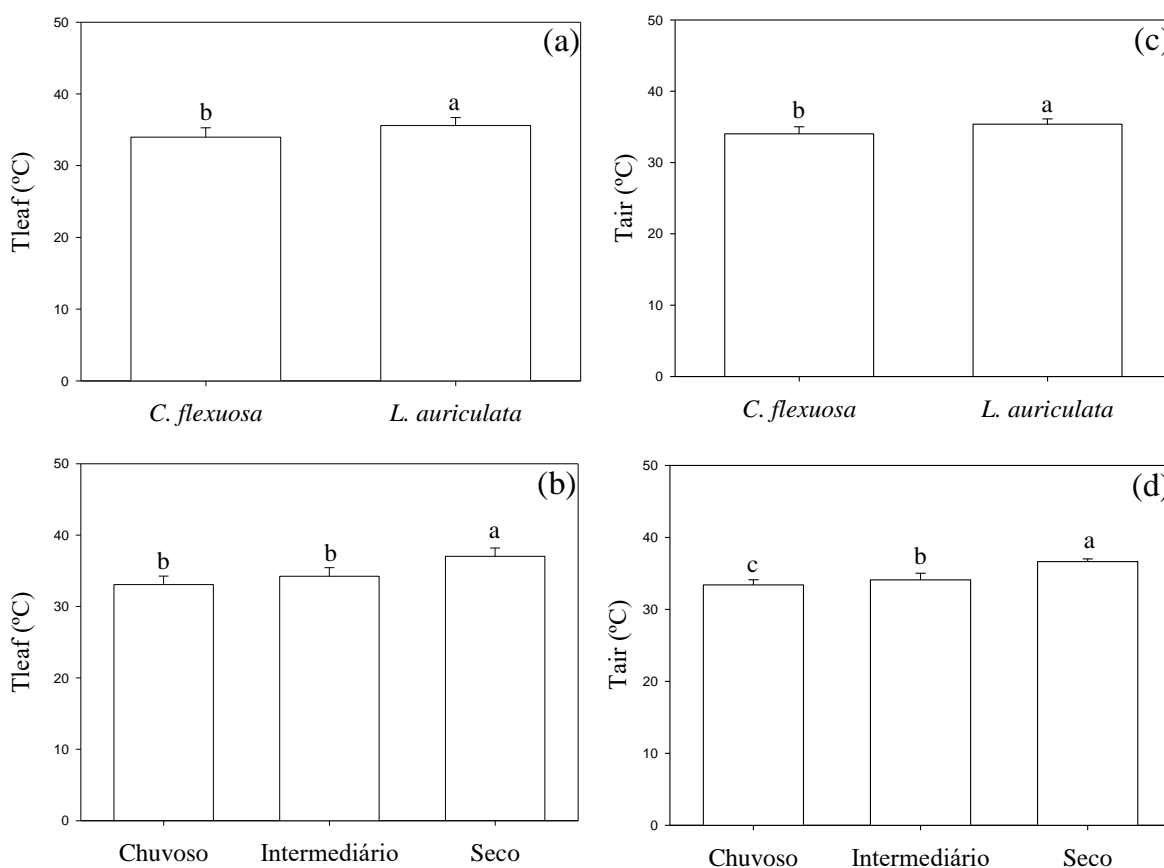 (a)
50
40
30
20
10
0
Tleaf (ºC)
b
a
C. flexuosa
L. auriculata
(c)
50
40
30
20
10
0
Tair (ºC)
b
a
C. flexuosa
L. auriculata
(b)
50
40
30
20
10
0
Tleaf (ºC)
b
b
a
Chuvoso
Intermediário
Seco
(d)
50
40
30
20
10
0
Tair (ºC)
c
b
a
Chuvoso
Intermediário
Seco